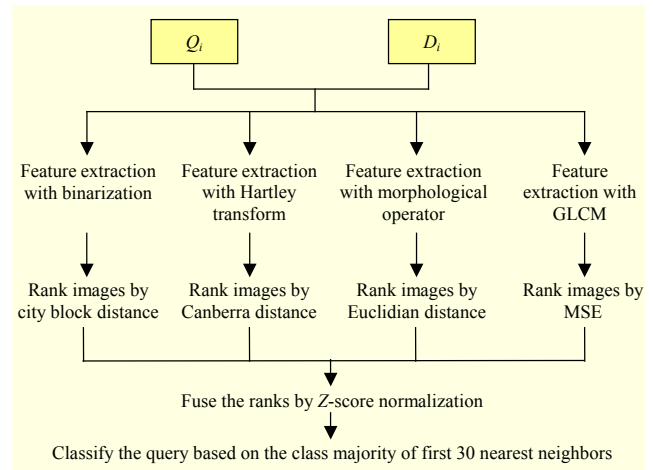 Qi
Di
Feature extraction
with binarization
Feature extraction
with Hartley
transform
Feature extraction
with morphological
operator
Feature
extraction with
GLCM
Rank images by
city block distance
Rank images by
Canberra distance
Rank images by
Euclidian distance
Rank images by
MSE
Fuse the ranks by Z-score normalization
Classify the query based on the class majority of first 30 nearest neighbors